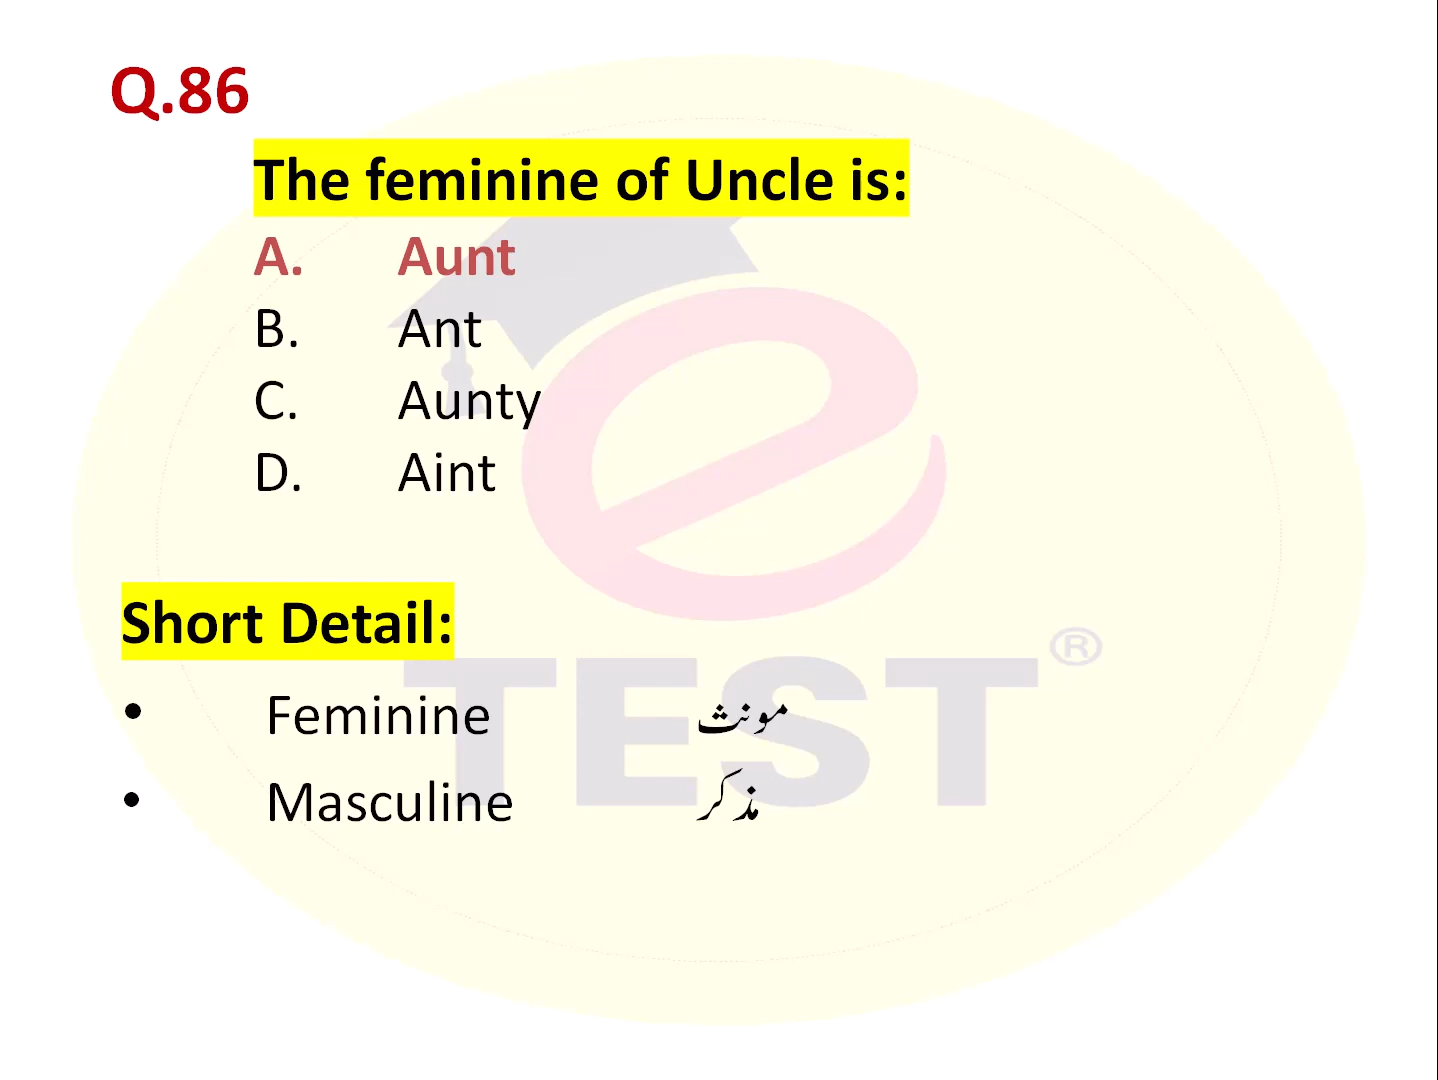 Q.86
The feminine of Uncle is:
A. Aunt
B. Ant
C. Aunty
D. Aint
Short Detail:
• Feminine مونث
• Masculine مذکر
e
TEST®